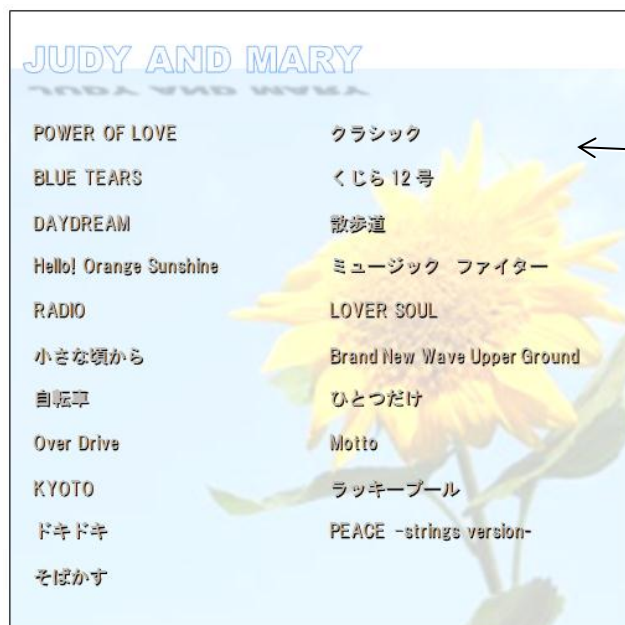 JUDY AND MARY
POWER OF LOVE
BLUE TEARS
DAYDREAM
Hello! Orange Sunshine
RADIO
小さな頃から
自転車
Over Drive
KYOTO
ドキドキ
そばかす
クラシック
くじら 12 号
散歩道
ミュージック　ファイター
LOVER SOUL
Brand New Wave Upper Ground
ひとつだけ
Motto
ラッキープール
PEACE -strings version-